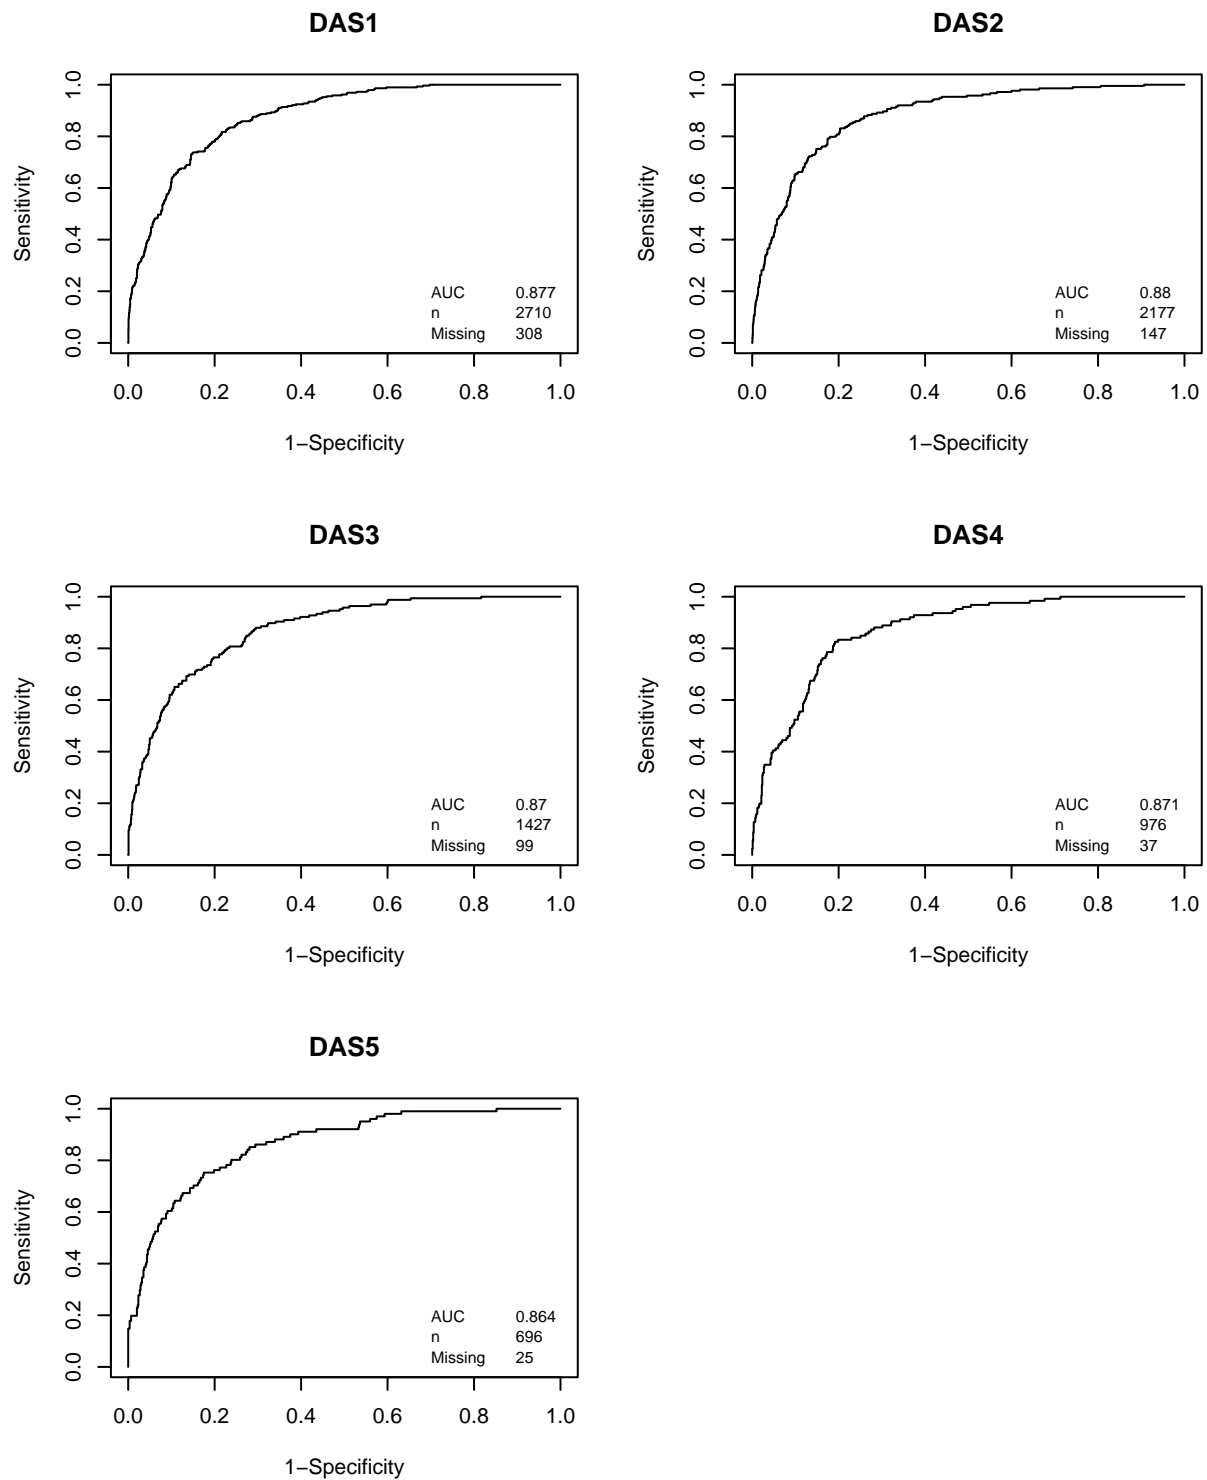 DAS1
Sensitivity
1.0
0.8
0.6
0.4
0.2
0.0
AUC 0.877
n 2710
Missing 308
0.0 0.2 0.4 0.6 0.8 1.0
1−Specificity
DAS2
Sensitivity
1.0
0.8
0.6
0.4
0.2
0.0
AUC 0.88
n 2177
Missing 147
0.0 0.2 0.4 0.6 0.8 1.0
1−Specificity
DAS3
Sensitivity
1.0
0.8
0.6
0.4
0.2
0.0
AUC 0.87
n 1427
Missing 99
0.0 0.2 0.4 0.6 0.8 1.0
1−Specificity
DAS4
Sensitivity
1.0
0.8
0.6
0.4
0.2
0.0
AUC 0.871
n 976
Missing 37
0.0 0.2 0.4 0.6 0.8 1.0
1−Specificity
DAS5
Sensitivity
1.0
0.8
0.6
0.4
0.2
0.0
AUC 0.864
n 696
Missing 25
0.0 0.2 0.4 0.6 0.8 1.0
1−Specificity